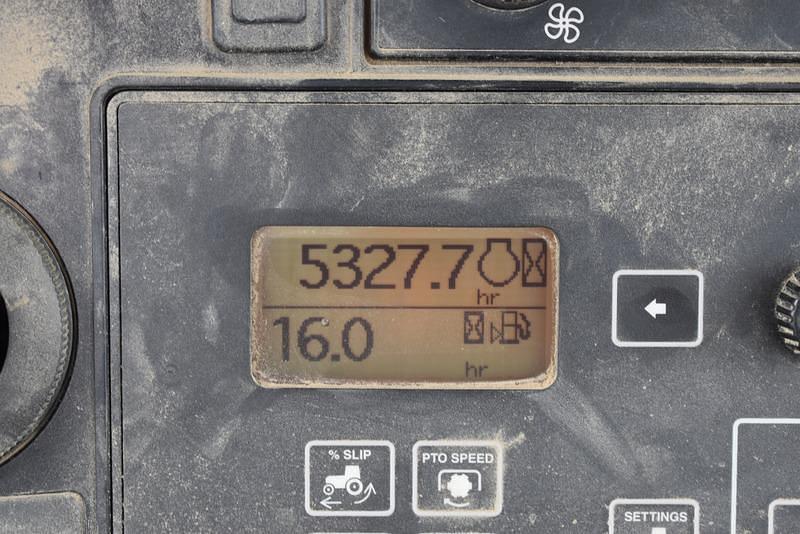 5327.7
hr
16.0
hr
% SLIP
PTO SPEED
SETTINGS